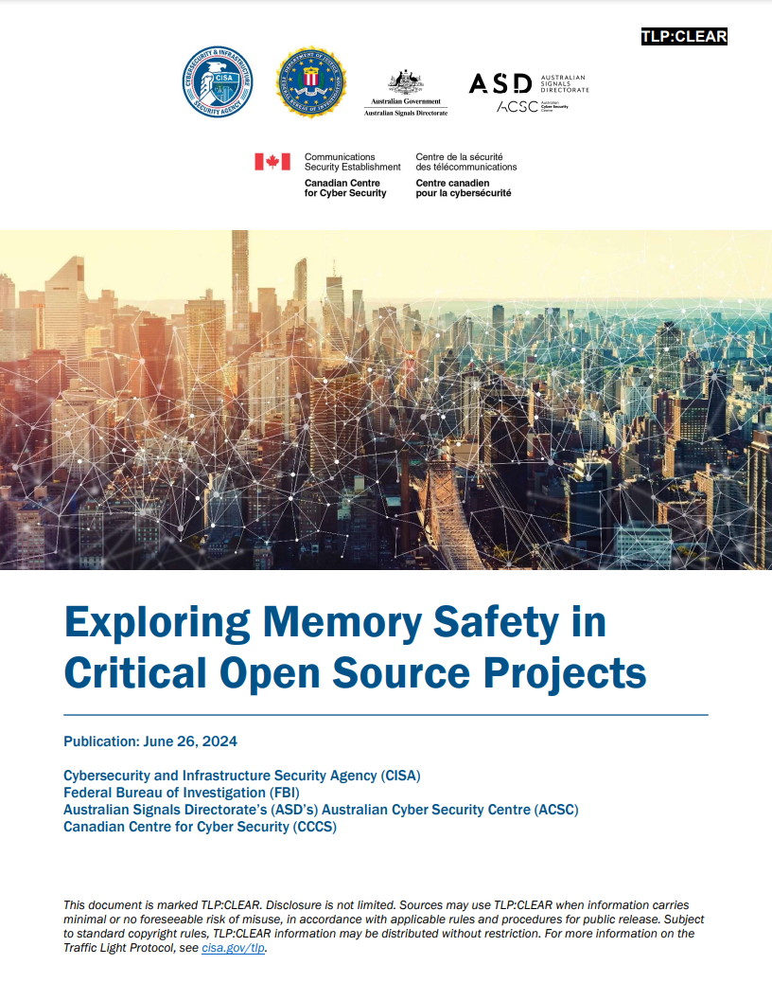 TLP:CLEAR
CYBERSECURITY & INFRASTRUCTURE
CISA
SECURITY AGENCY
DEPARTMENT OF JUSTICE
FEDERAL BUREAU OF INVESTIGATION
Australian Government
Australian Signals Directorate
ASD
AUSTRALIAN
SIGNALS
DIRECTORATE
ACSC
Australian
Cyber Security
Centre
Communications
Security Establishment
Canadian Centre
for Cyber Security
Centre de la sécurité
des télécommunications
Centre canadien
pour la cybersécurité
Exploring Memory Safety in
Critical Open Source Projects
Publication: June 26, 2024
Cybersecurity and Infrastructure Security Agency (CISA)
Federal Bureau of Investigation (FBI)
Australian Signals Directorate’s (ASD’s) Australian Cyber Security Centre (ACSC)
Canadian Centre for Cyber Security (CCCS)
This document is marked TLP:CLEAR. Disclosure is not limited. Sources may use TLP:CLEAR when information carries
minimal or no foreseeable risk of misuse, in accordance with applicable rules and procedures for public release. Subject
to standard copyright rules, TLP:CLEAR information may be distributed without restriction. For more information on the
Traffic Light Protocol, see cisa.gov/tlp.